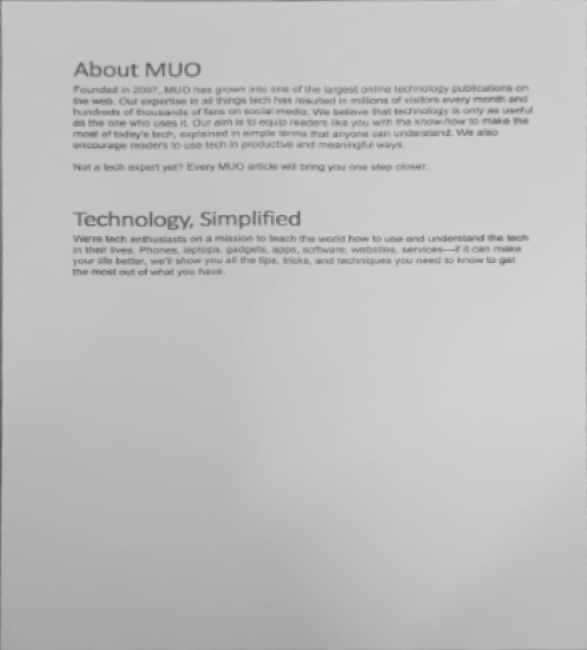 About MUO
Founded in 2007, MUO has grown into one of the largest online technology publications on
the web. Our expertise in all things tech has resulted in millions of visitors every month and
hundreds of thousands of fans on social media. We believe that technology is only as useful
as the one who uses it. Our aim is to equip readers like you with the know-how to make the
most of today's tech, explained in simple terms that anyone can understand. We also
encourage readers to use tech in productive and meaningful ways.
Not a tech expert yet? Every MUO article will bring you one step closer.
Technology, Simplified
We're tech enthusiasts on a mission to teach the world how to use and understand the tech
in their lives. Phones, laptops, gadgets, apps, software, websites, services—if it can make
your life better, we'll show you all the tips, tricks, and techniques you need to know to get
the most out of what you have.